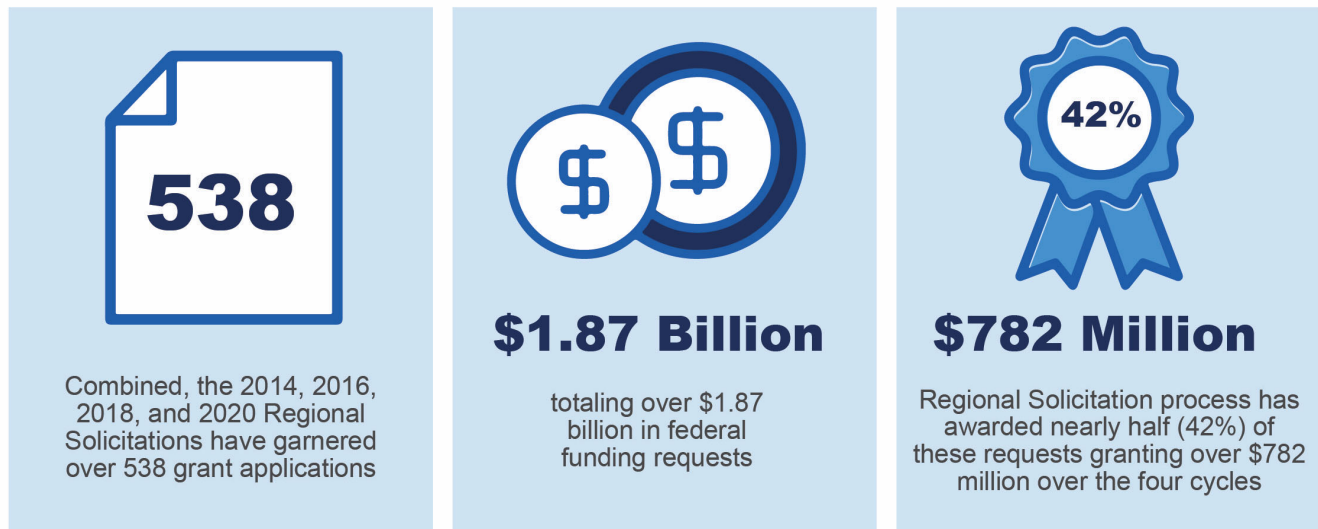 538
Combined, the 2014, 2016,
2018, and 2020 Regional
Solicitations have garnered
over 538 grant applications
$ $
$1.87 Billion
totaling over $1.87
billion in federal
funding requests
42%
$782 Million
Regional Solicitation process has
awarded nearly half (42%) of
these requests granting over $782
million over the four cycles